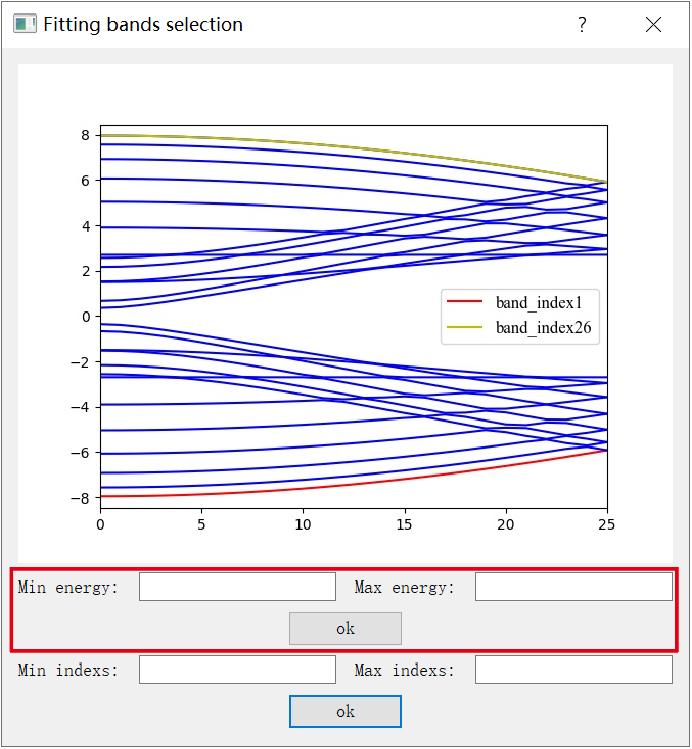 Fitting bands selection ?
8
6
4
2
0
−2
−4
−6
−8
band_index1
band_index26
0 5 10 15 20 25
Min energy: Max energy:
ok
Min indexs: Max indexs:
ok